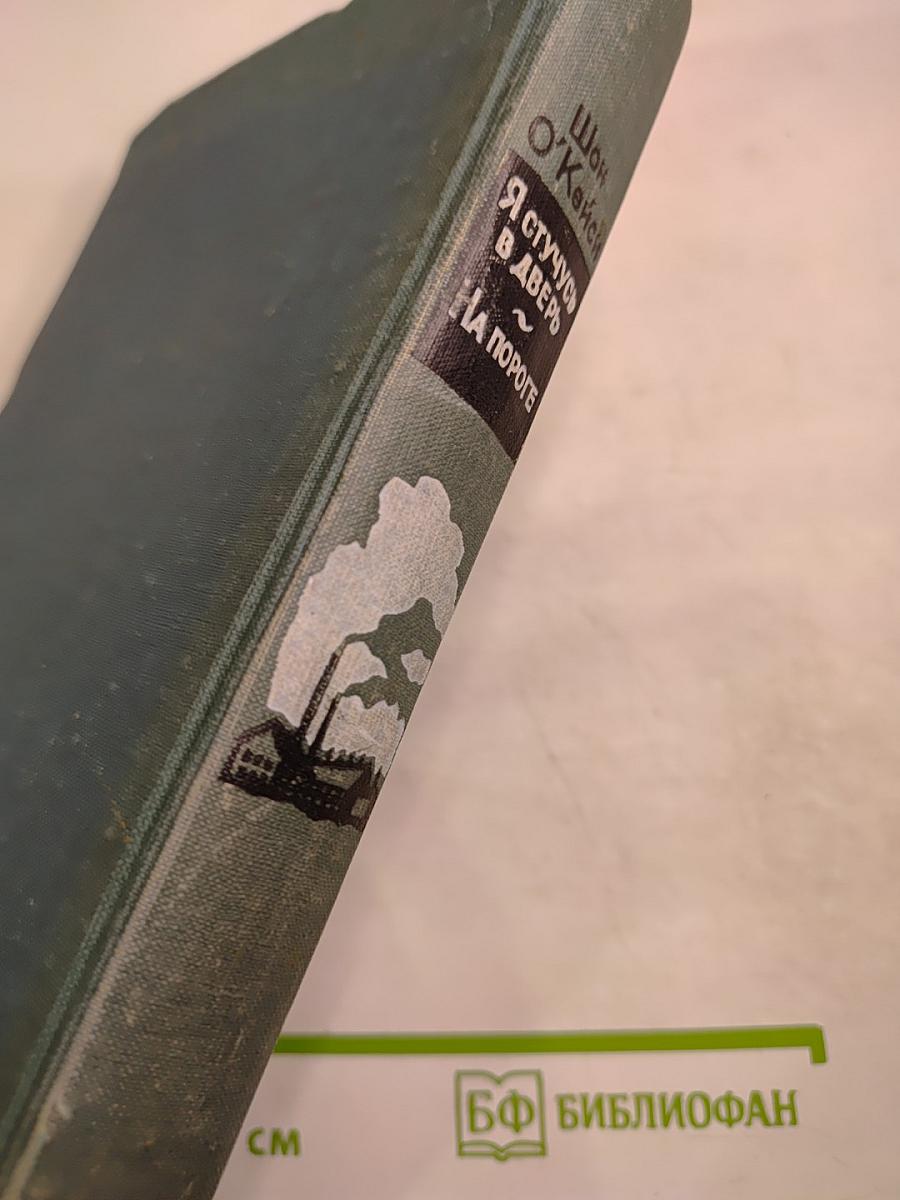 Шон
О'Кейси
Я СТУЧУСЬ
В ДВЕРЬ
~
НА ПОРОГЕ
см
БФ БИБЛИОФАН